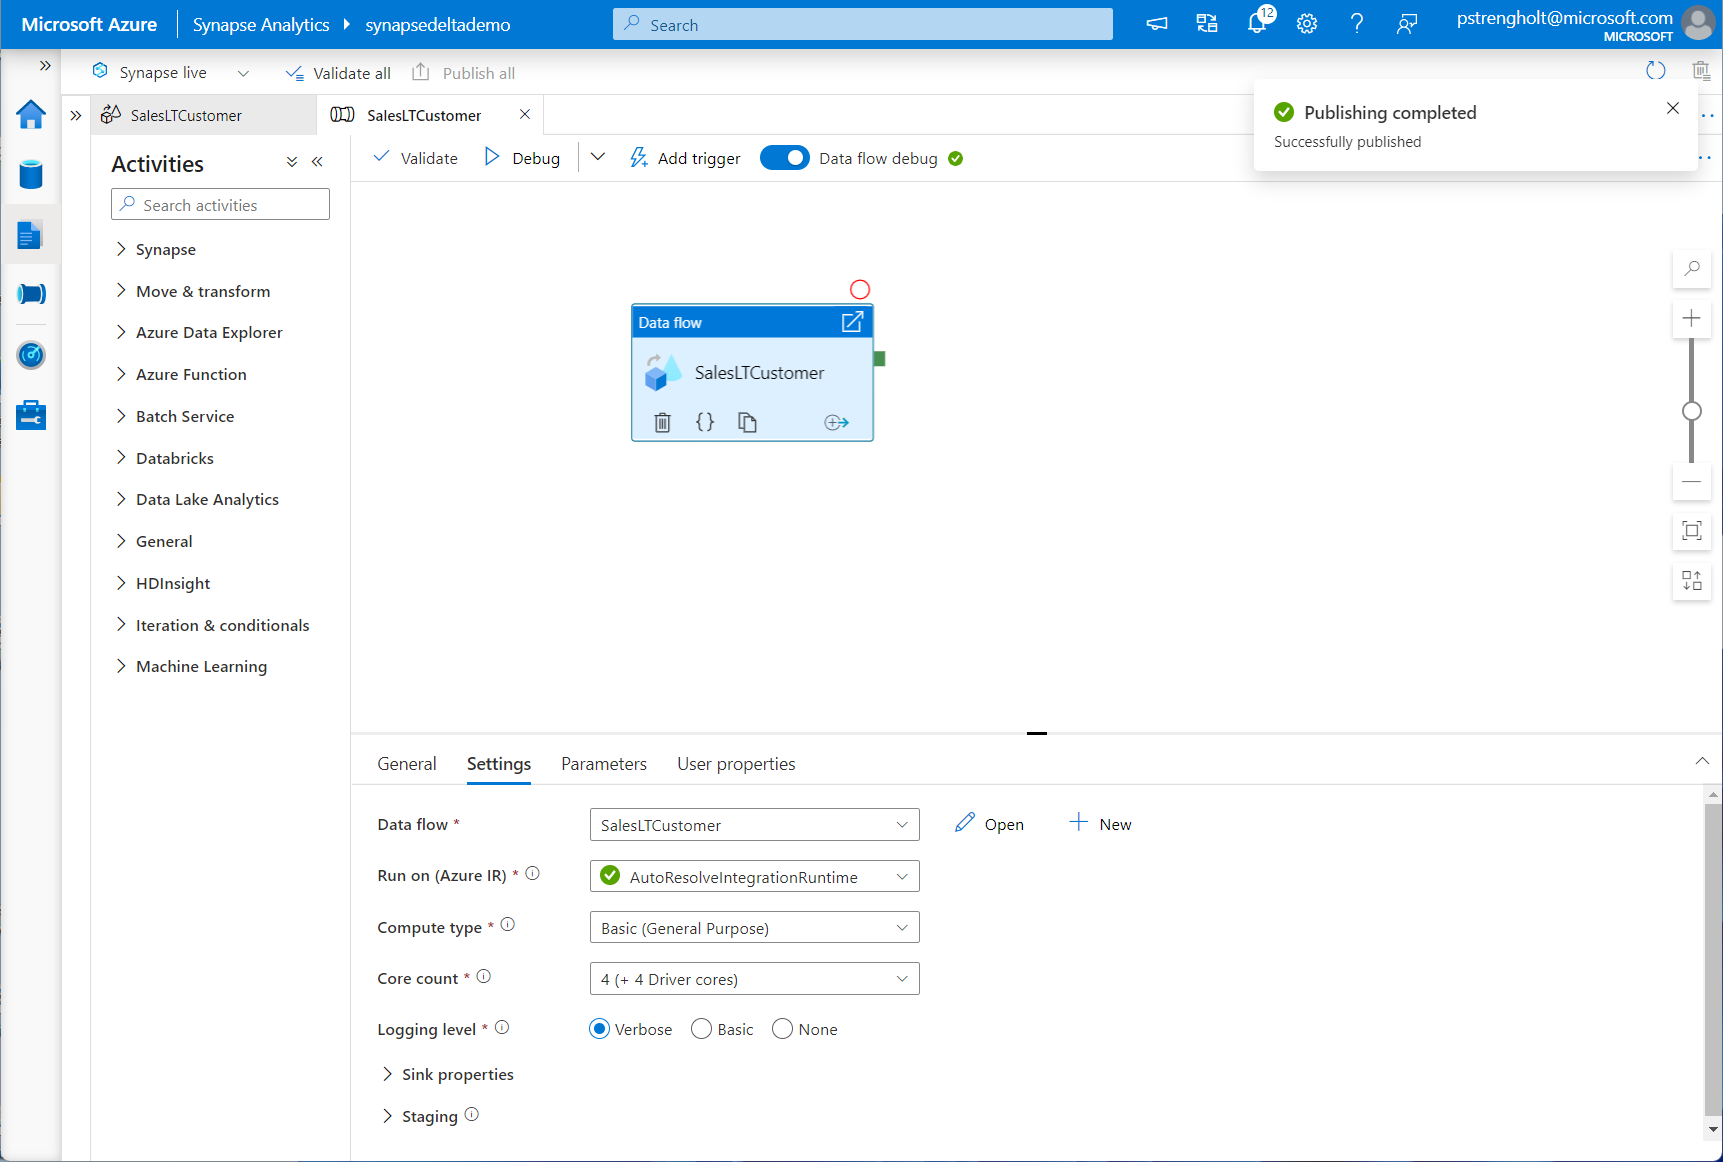 Microsoft Azure
Synapse Analytics
synapsedeltademo
Search
12
pstrengholt@microsoft.com
MICROSOFT
Synapse live
Validate all
Publish all
SalesLTCustomer
SalesLTCustomer
Publishing completed
Successfully published
Activities
Validate
Debug
Add trigger
Data flow debug
Search activities
Synapse
Move & transform
Azure Data Explorer
Azure Function
Batch Service
Databricks
Data Lake Analytics
General
HDInsight
Iteration & conditionals
Machine Learning
Data flow
SalesLTCustomer
General
Settings
Parameters
User properties
Data flow *
SalesLTCustomer
Open
New
Run on (Azure IR) *
AutoResolveIntegrationRuntime
Compute type *
Basic (General Purpose)
Core count *
4 (+ 4 Driver cores)
Logging level *
Verbose
Basic
None
Sink properties
Staging